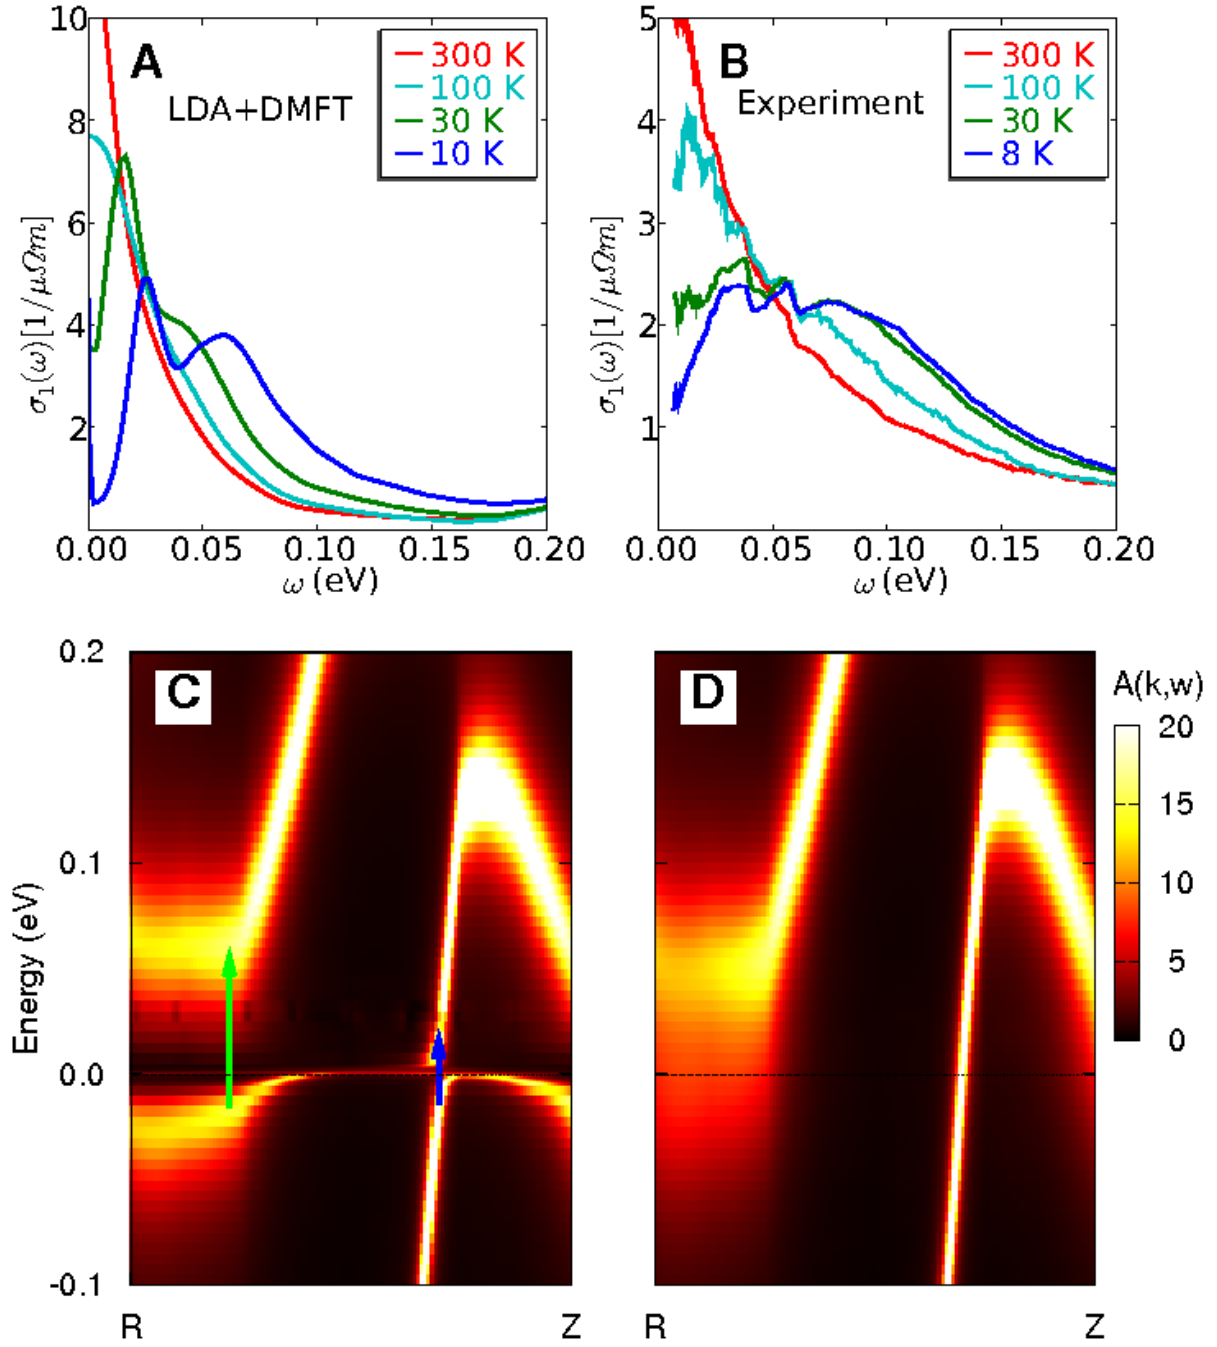 A
LDA+DMFT
300 K
100 K
30 K
10 K
10
8
6
4
2
σ₁(ω)[1/μΩm]
0.00 0.05 0.10 0.15 0.20
ω (eV)
B
Experiment
300 K
100 K
30 K
8 K
5
4
3
2
1
σ₁(ω)[1/μΩm]
0.00 0.05 0.10 0.15 0.20
ω (eV)
C
0.2
0.1
0.0
-0.1
Energy (eV)
R Z
D
R Z
A(k,w)
20
15
10
5
0